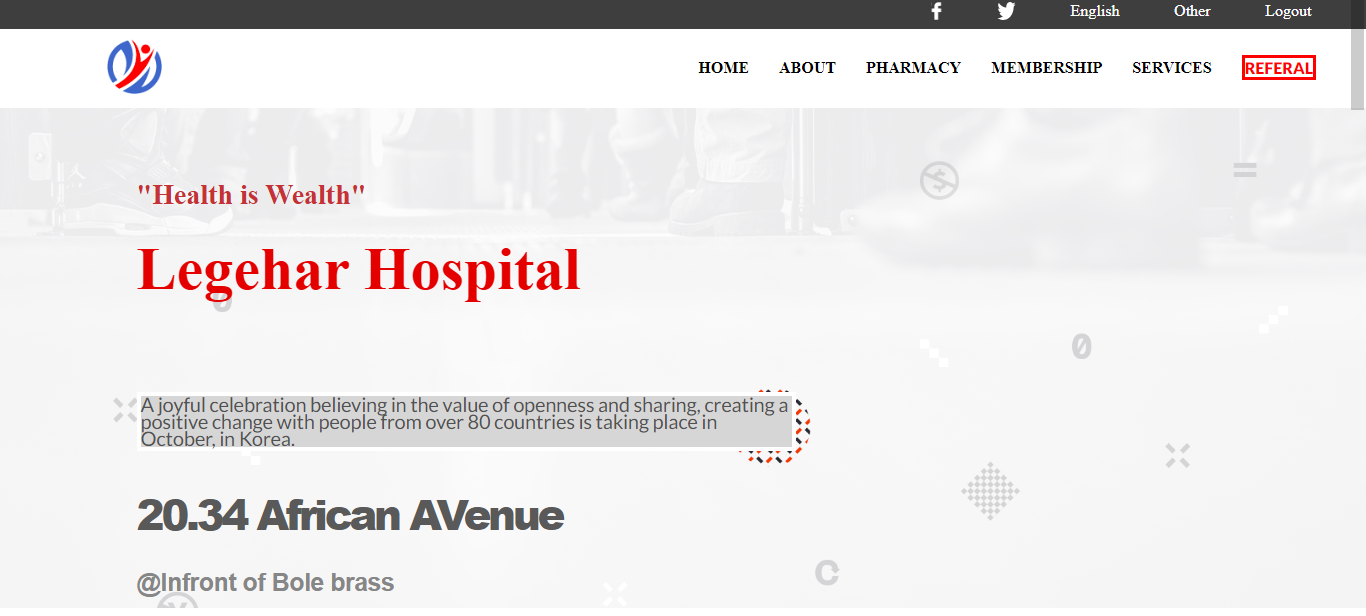 English Other Logout
HOME ABOUT PHARMACY MEMBERSHIP SERVICES REFERAL
"Health is Wealth"
Legehar Hospital
A joyful celebration believing in the value of openness and sharing, creating a
positive change with people from over 80 countries is taking place in
October, in Korea.
20.34 African AVenue
@Infront of Bole brass